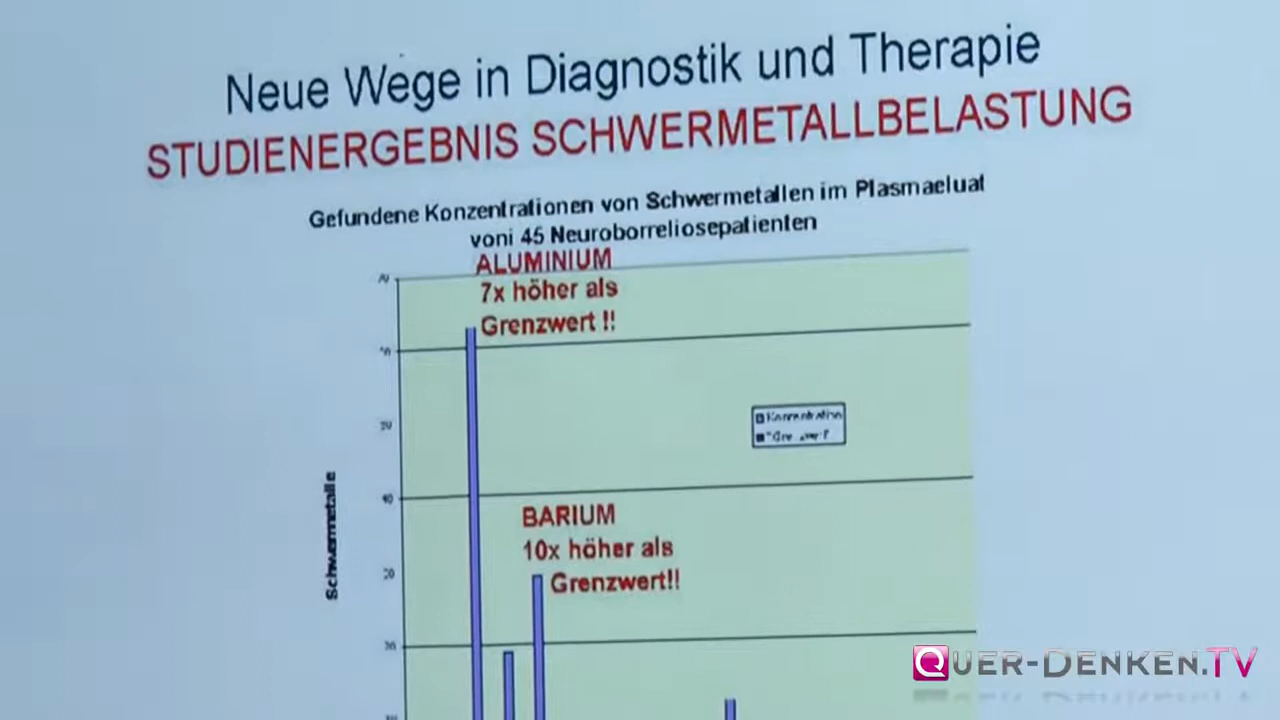 Neue Wege in Diagnostik und Therapie
STUDIENERGEBNIS SCHWERMETALLBELASTUNG
Gefundene Konzentrationen von Schwermetallen im Plasmaeluat
voni 45 Neuroborreliosepatienten
ALUMINIUM
7x höher als
Grenzwert !!
40
BARIUM
10x höher als
Grenzwert!!
Schwermetalle
QUER-DENKEN.TV